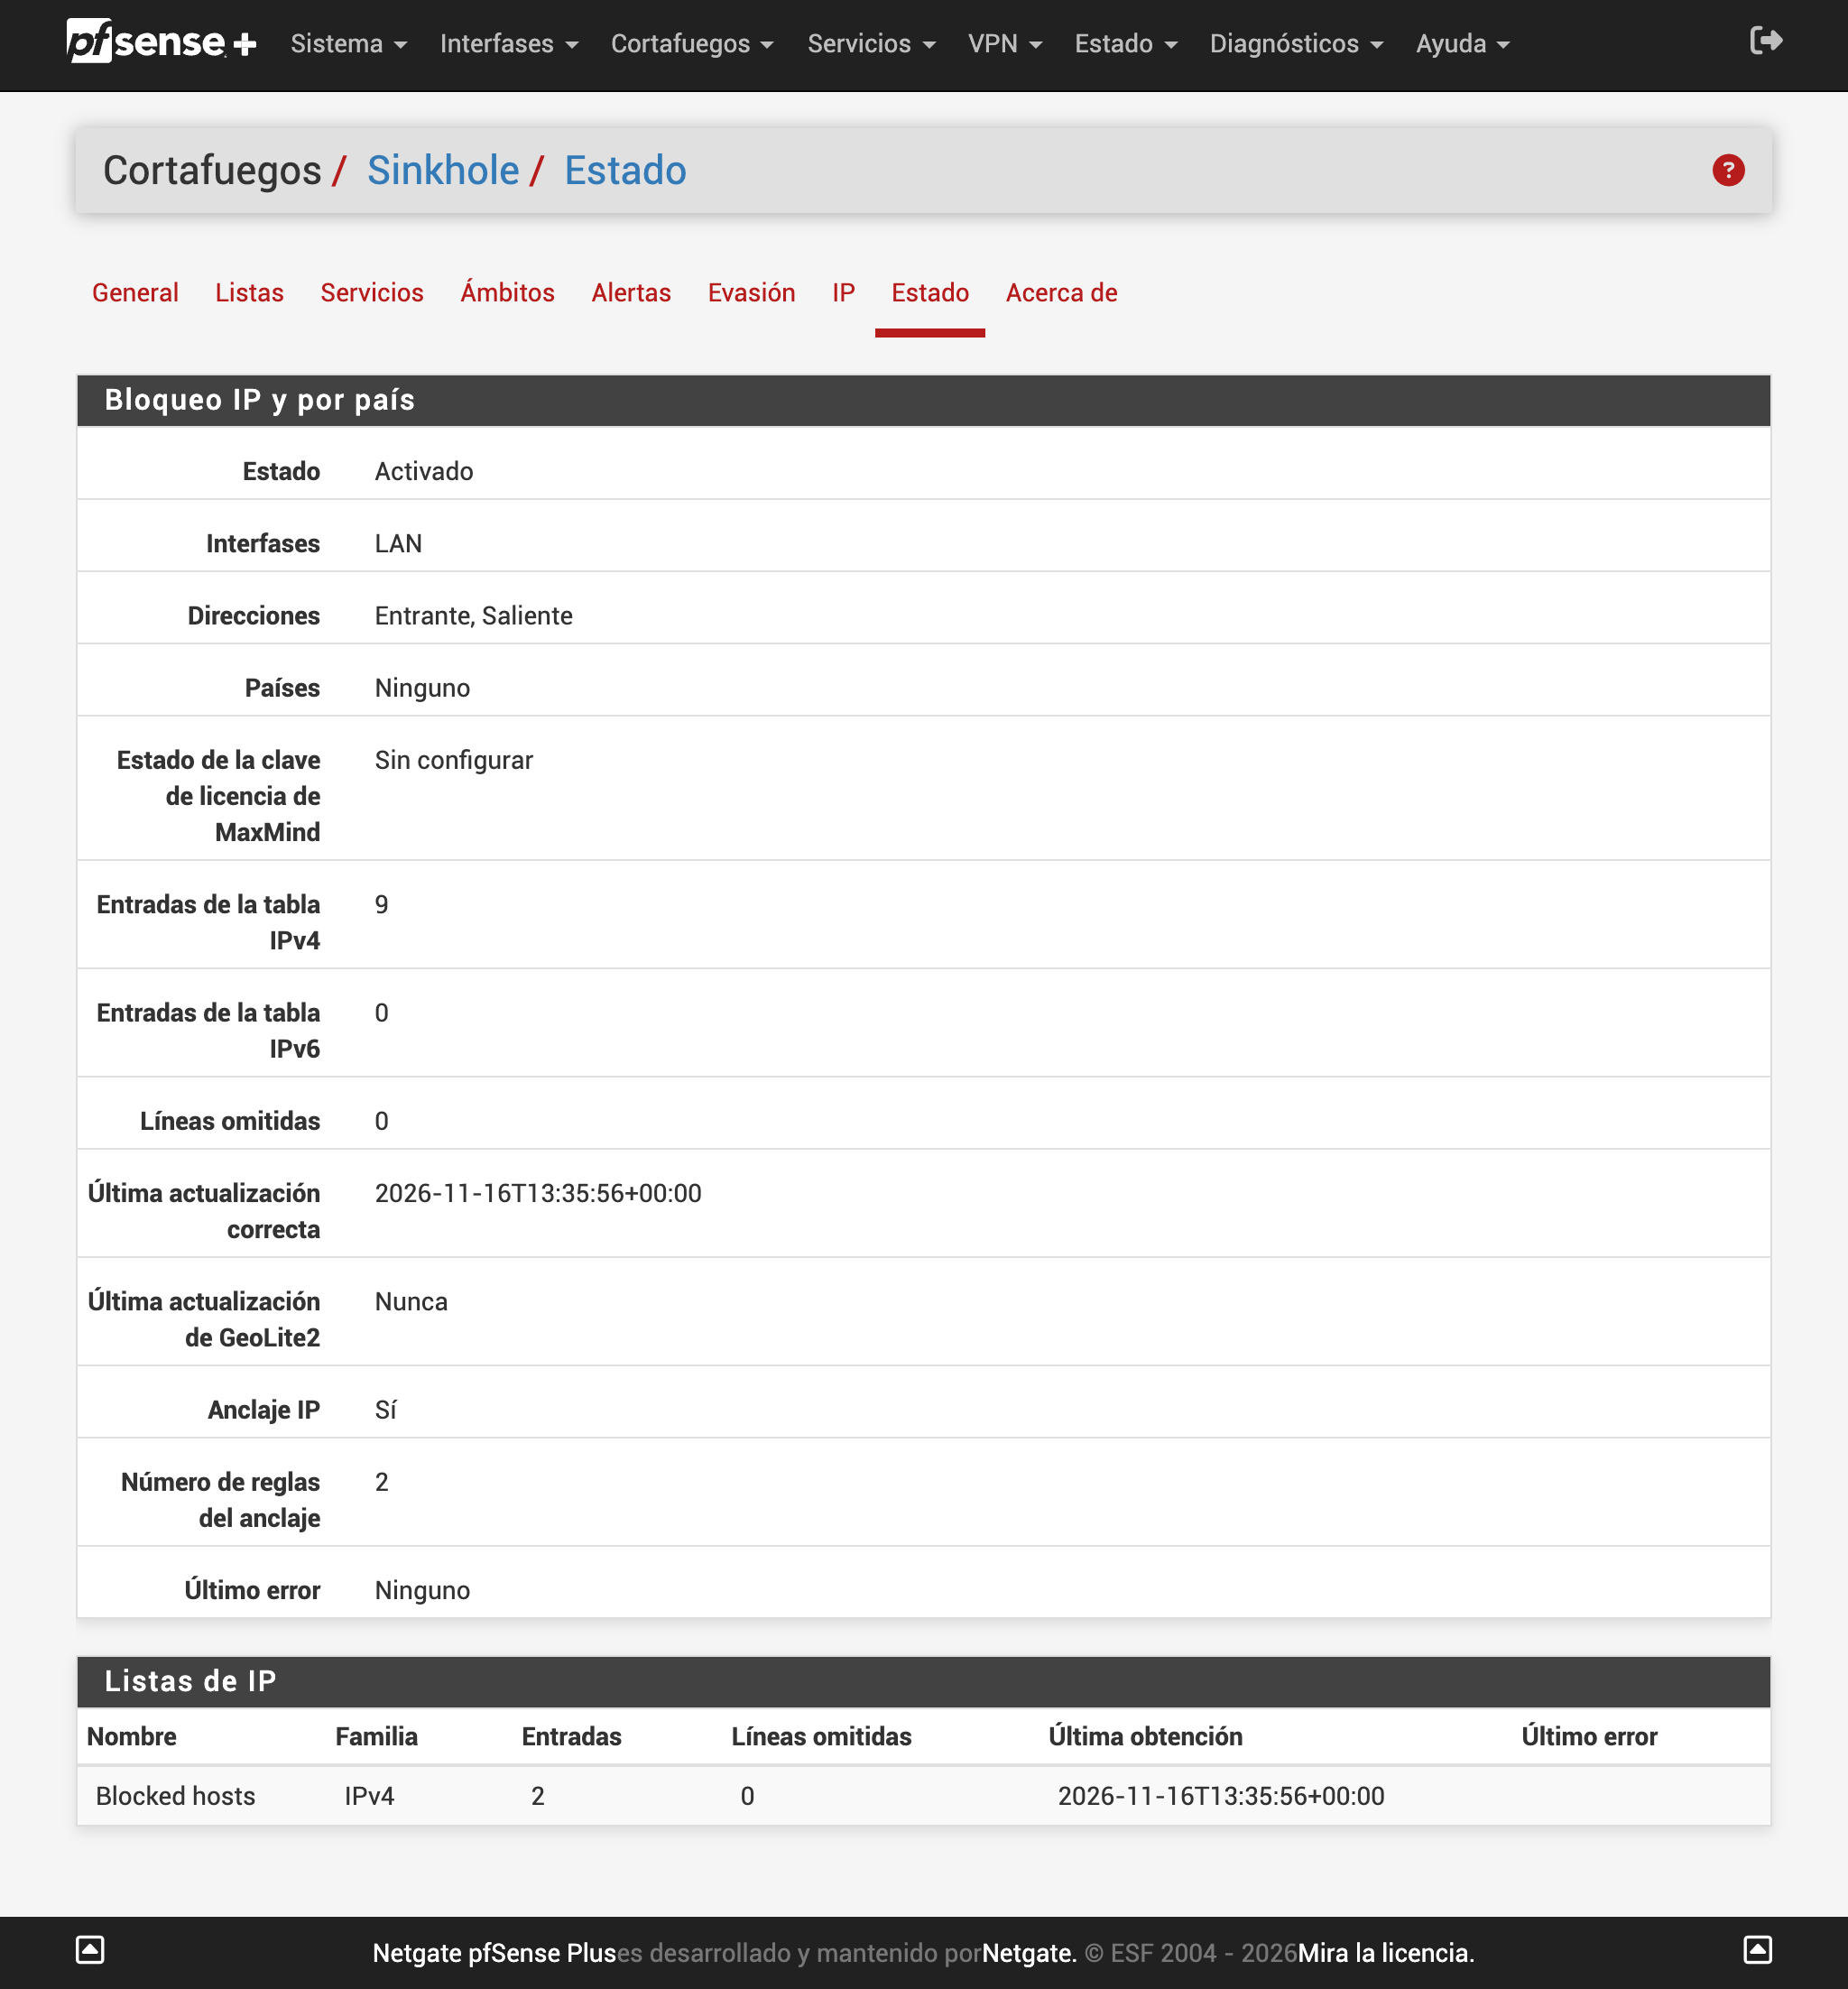 pfsense+ Sistema Interfases Cortafuegos Servicios VPN Estado Diagnósticos Ayuda
Cortafuegos / Sinkhole / Estado
General Listas Servicios Ámbitos Alertas Evasión IP Estado Acerca de
Bloqueo IP y por país
Estado Activado
Interfases LAN
Direcciones Entrante, Saliente
Países Ninguno
Estado de la clave Sin configurar
de licencia de
MaxMind
Entradas de la tabla 9
IPv4
Entradas de la tabla 0
IPv6
Líneas omitidas 0
Última actualización 2026-11-16T13:35:56+00:00
correcta
Última actualización Nunca
de GeoLite2
Anclaje IP Sí
Número de reglas 2
del anclaje
Último error Ninguno
Listas de IP
Nombre Familia Entradas Líneas omitidas Última obtención Último error
Blocked hosts IPv4 2 0 2026-11-16T13:35:56+00:00
Netgate pfSense Pluses desarrollado y mantenido porNetgate. © ESF 2004 - 2026Mira la licencia.